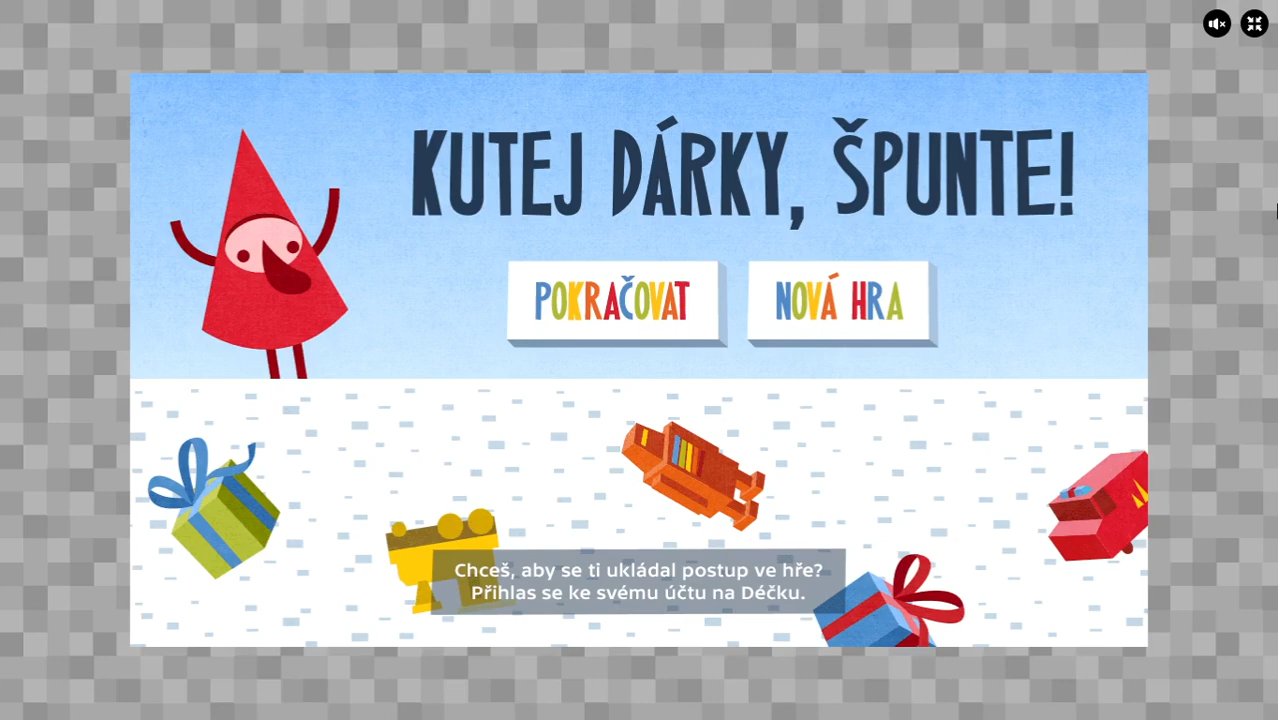 KUTEJ DÁRKY, ŠPUNTE!
POKRAČOVAT
NOVÁ HRA
Chceš, aby se ti ukládal postup ve hře?
Přihlas se ke svému účtu na Déčku.